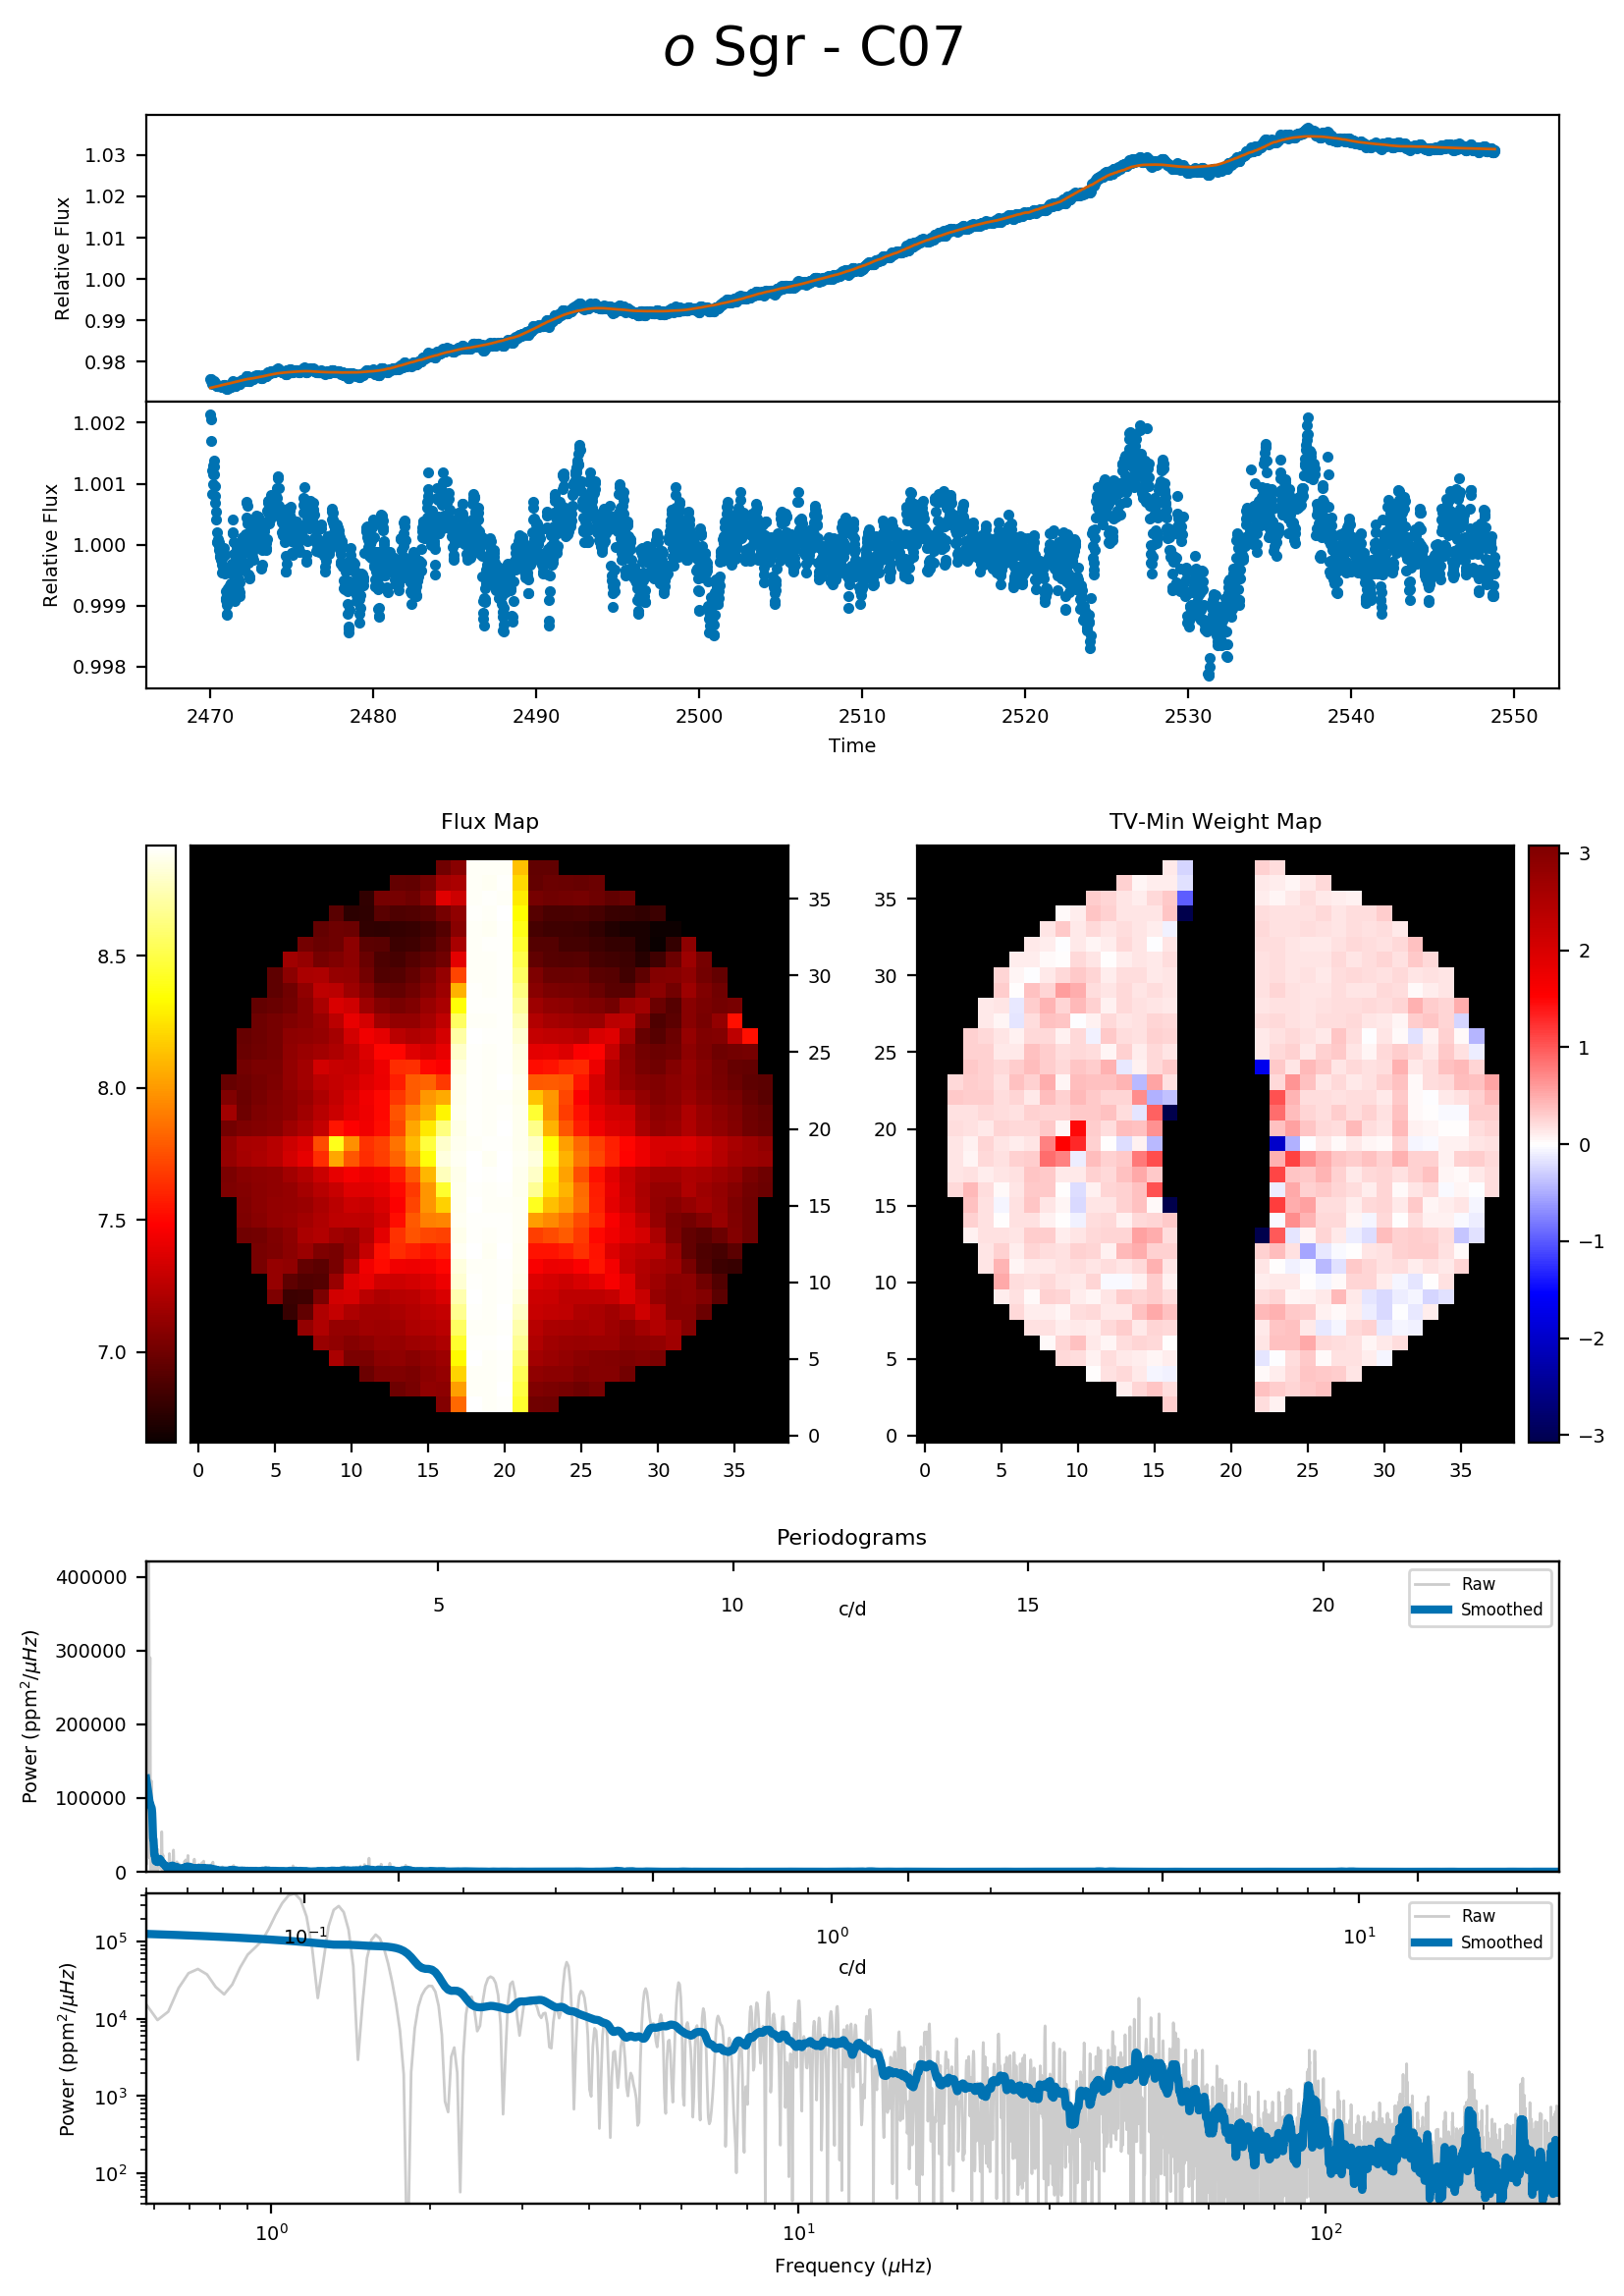 o Sgr - C07
Relative Flux
1.03
1.02
1.01
1.00
0.99
0.98
Relative Flux
1.002
1.001
1.000
0.999
0.998
2470 2480 2490 2500 2510 2520 2530 2540 2550
Time
Flux Map
8.5
8.0
7.5
7.0
35
30
25
20
15
10
5
0
0 5 10 15 20 25 30 35
TV-Min Weight Map
35
30
25
20
15
10
5
0
0 5 10 15 20 25 30 35
3
2
1
0
−1
−2
−3
Periodograms
Power (ppm²/μHz)
400000
300000
200000
100000
0
5 10 15 20
c/d
Raw
Smoothed
Power (ppm²/μHz)
10⁵
10⁴
10³
10²
10⁻¹ 10⁰ 10¹
c/d
Raw
Smoothed
10⁰ 10¹ 10²
Frequency (μHz)